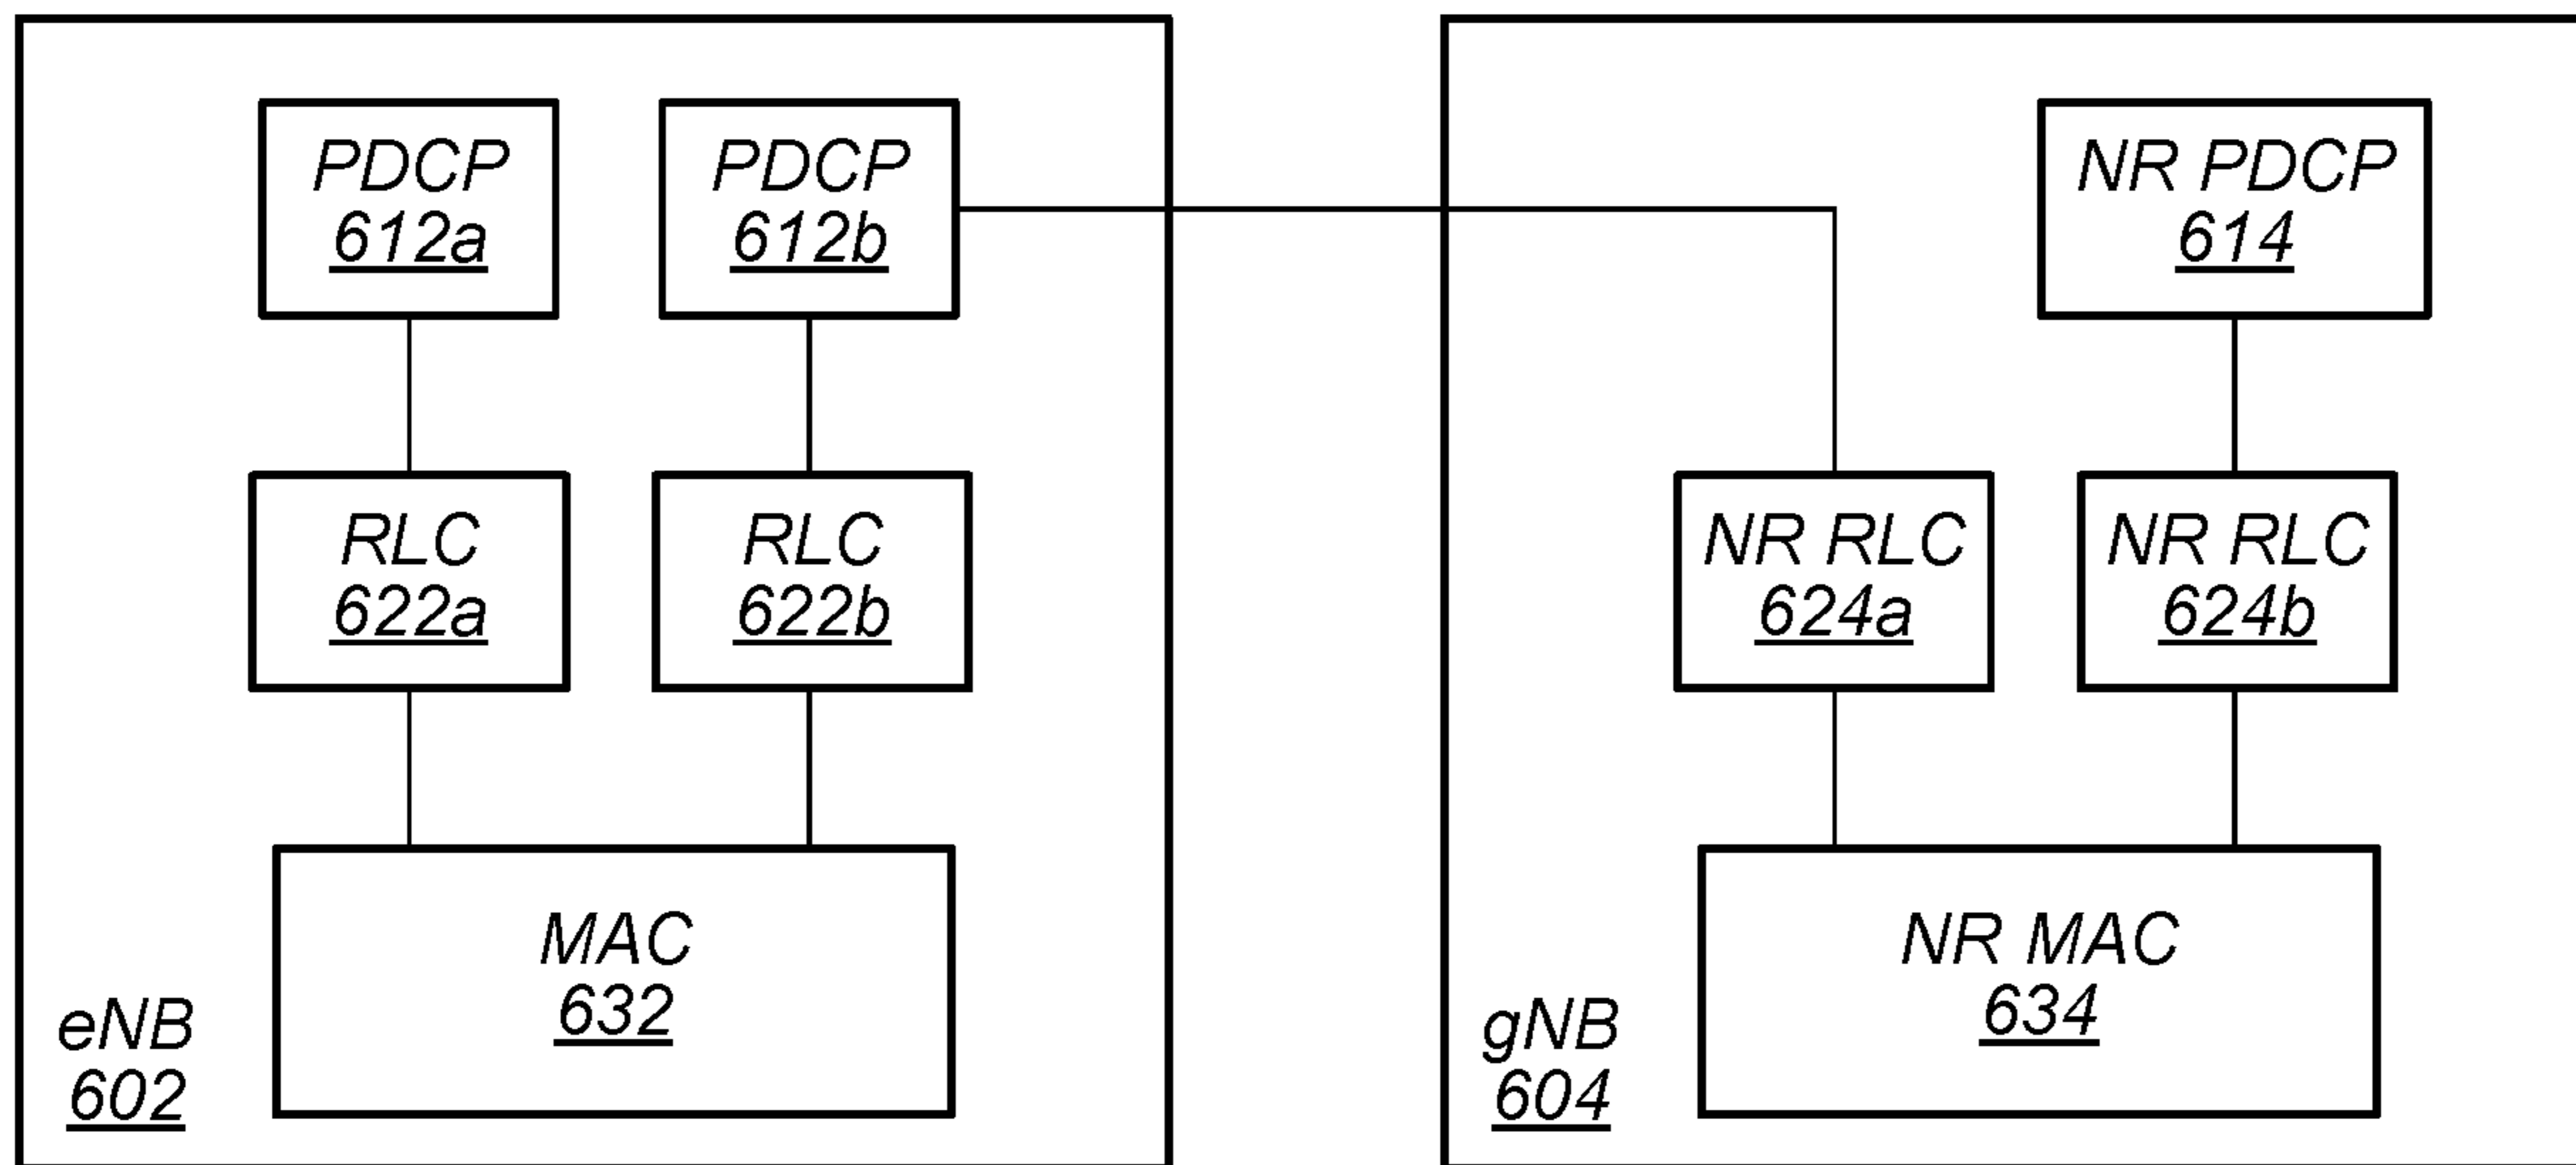 PDCP
612a
PDCP
612b
NR PDCP
614
RLC
622a
RLC
622b
NR RLC
624a
NR RLC
624b
MAC
632
NR MAC
634
eNB
602
gNB
604